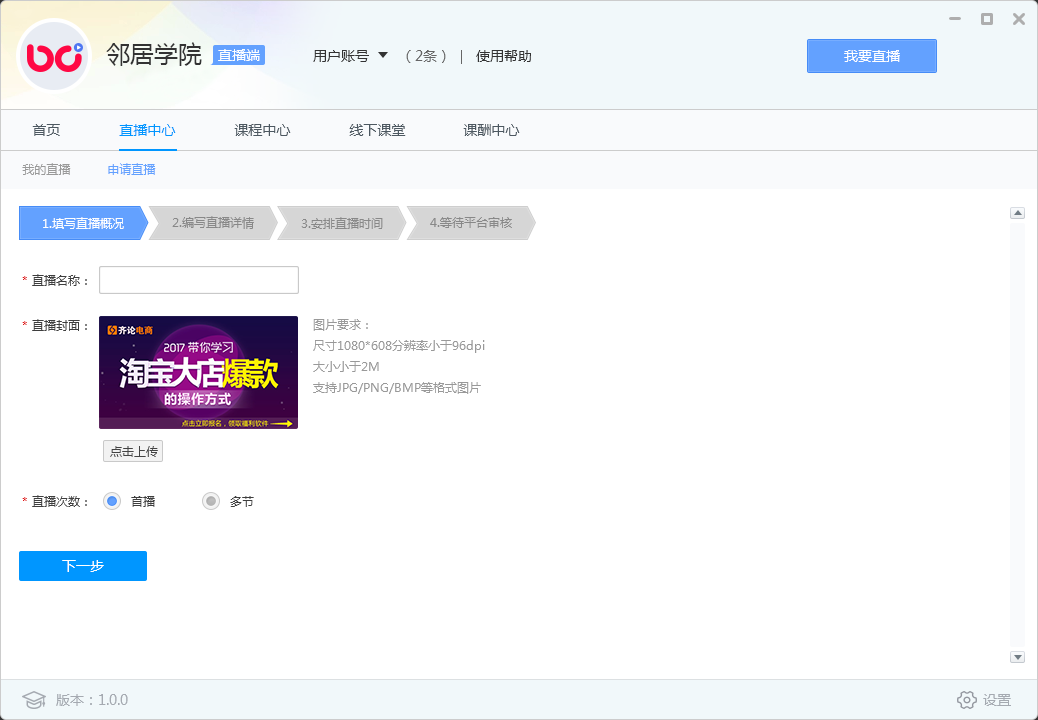 邻居学院 直播端 用户账号 （2条） | 使用帮助 我要直播
首页 直播中心 课程中心 线下课堂 课酬中心
我的直播 申请直播
1.填写直播概况 2.编写直播详情 3.安排直播时间 4.等待平台审核
* 直播名称：
* 直播封面：
齐论电商
2017 带你学习
淘宝大店爆款
的操作方式
点击立即报名，领取福利软件
图片要求：
尺寸1080*608分辨率小于96dpi
大小小于2M
支持JPG/PNG/BMP等格式图片
点击上传
* 直播次数： 首播 多节
下一步
版本：1.0.0 设置